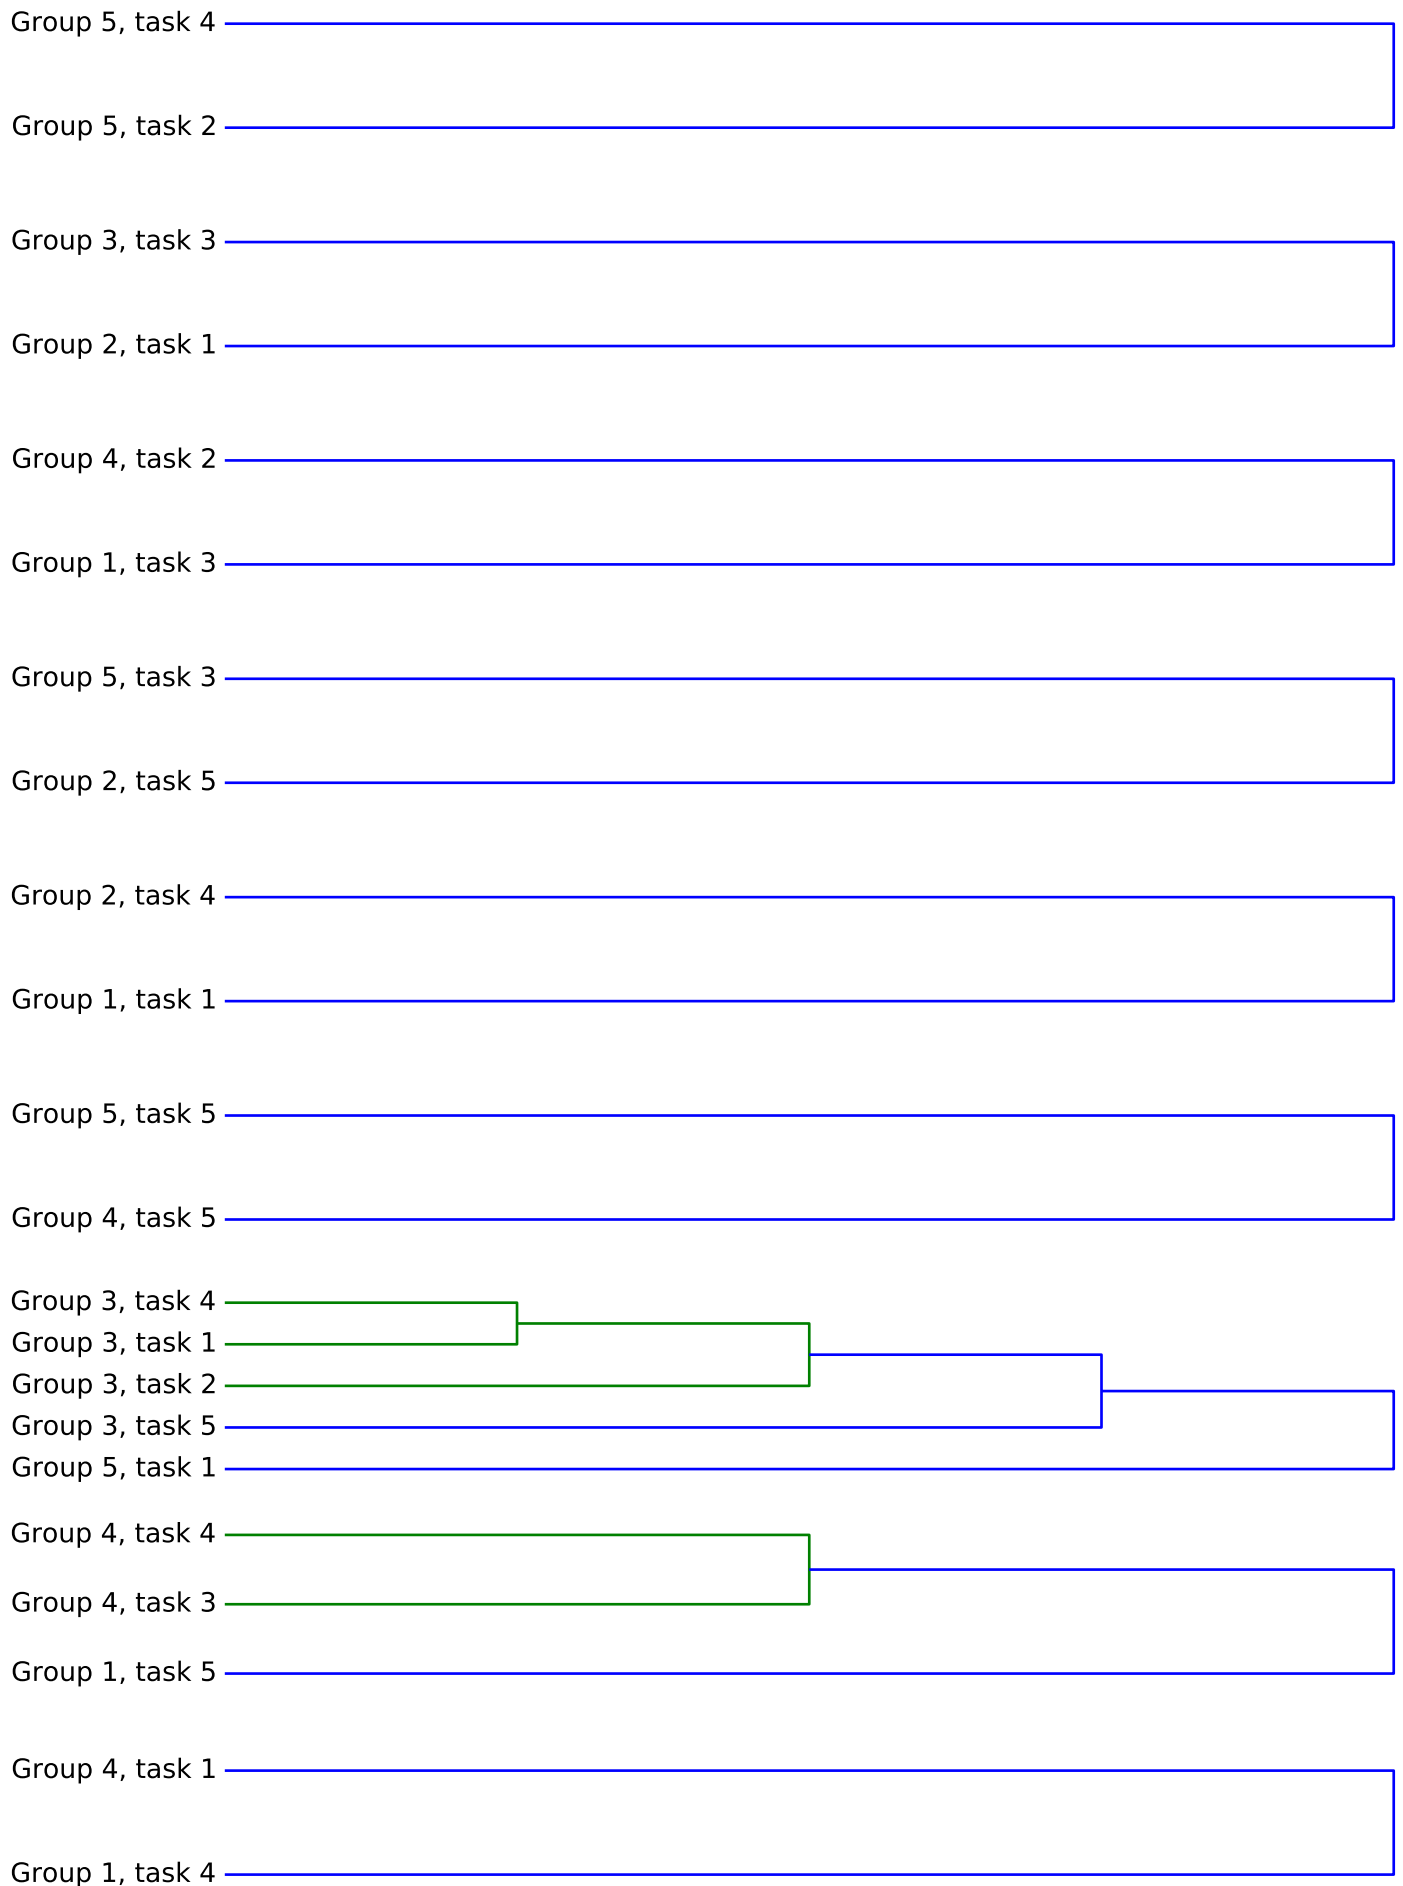 Group 5, task 4
Group 5, task 2
Group 3, task 3
Group 2, task 1
Group 4, task 2
Group 1, task 3
Group 5, task 3
Group 2, task 5
Group 2, task 4
Group 1, task 1
Group 5, task 5
Group 4, task 5
Group 3, task 4
Group 3, task 1
Group 3, task 2
Group 3, task 5
Group 5, task 1
Group 4, task 4
Group 4, task 3
Group 1, task 5
Group 4, task 1
Group 1, task 4